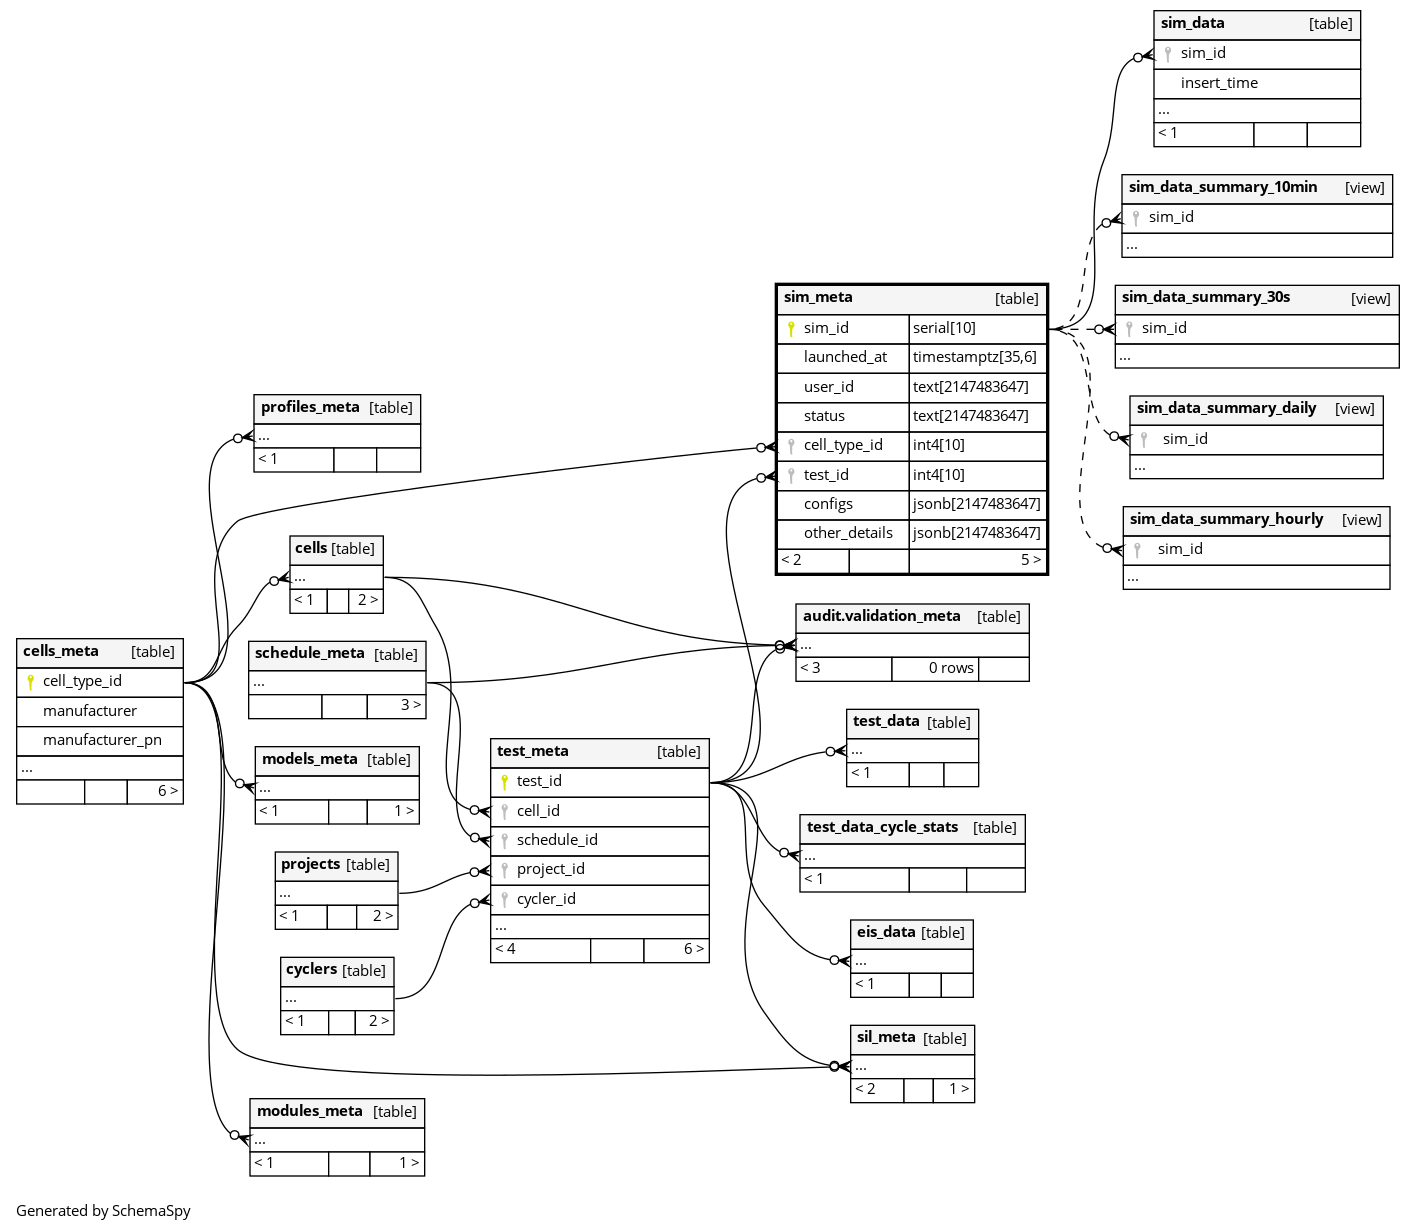 sim_data [table]
sim_id
insert_time
...
< 1
sim_data_summary_10min [view]
sim_id
...
sim_meta [table]
sim_id serial[10]
launched_at timestamptz[35,6]
user_id text[2147483647]
status text[2147483647]
cell_type_id int4[10]
test_id int4[10]
configs jsonb[2147483647]
other_details jsonb[2147483647]
< 2 5 >
sim_data_summary_30s [view]
sim_id
...
profiles_meta [table]
...
< 1
sim_data_summary_daily [view]
sim_id
...
sim_data_summary_hourly [view]
sim_id
...
cells [table]
...
< 1 2 >
audit.validation_meta [table]
...
< 3 0 rows
cells_meta [table]
cell_type_id
manufacturer
manufacturer_pn
...
6 >
schedule_meta [table]
...
3 >
test_data [table]
...
< 1
models_meta [table]
...
< 1 1 >
test_meta [table]
test_id
cell_id
schedule_id
project_id
cycler_id
...
< 4 6 >
test_data_cycle_stats [table]
...
< 1
projects [table]
...
< 1 2 >
eis_data [table]
...
< 1
cyclers [table]
...
< 1 2 >
sil_meta [table]
...
< 2 1 >
modules_meta [table]
...
< 1 1 >
Generated by SchemaSpy